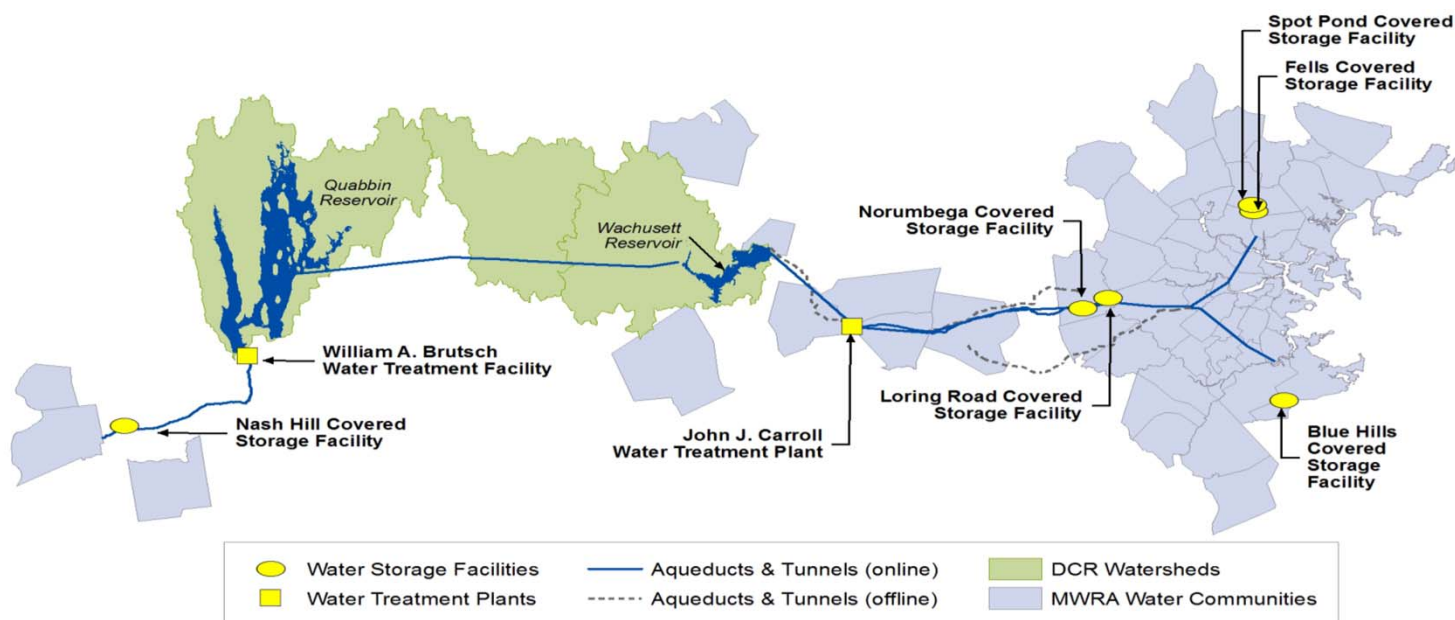 Spot Pond Covered
Storage Facility
Fells Covered
Storage Facility
Quabbin
Reservoir
Wachusett
Reservoir
Norumbega Covered
Storage Facility
William A. Brutsch
Water Treatment Facility
Loring Road Covered
Storage Facility
Nash Hill Covered
Storage Facility
John J. Carroll
Water Treatment Plant
Blue Hills
Covered
Storage
Facility
Water Storage Facilities
Aqueducts & Tunnels (online)
DCR Watersheds
Water Treatment Plants
Aqueducts & Tunnels (offline)
MWRA Water Communities